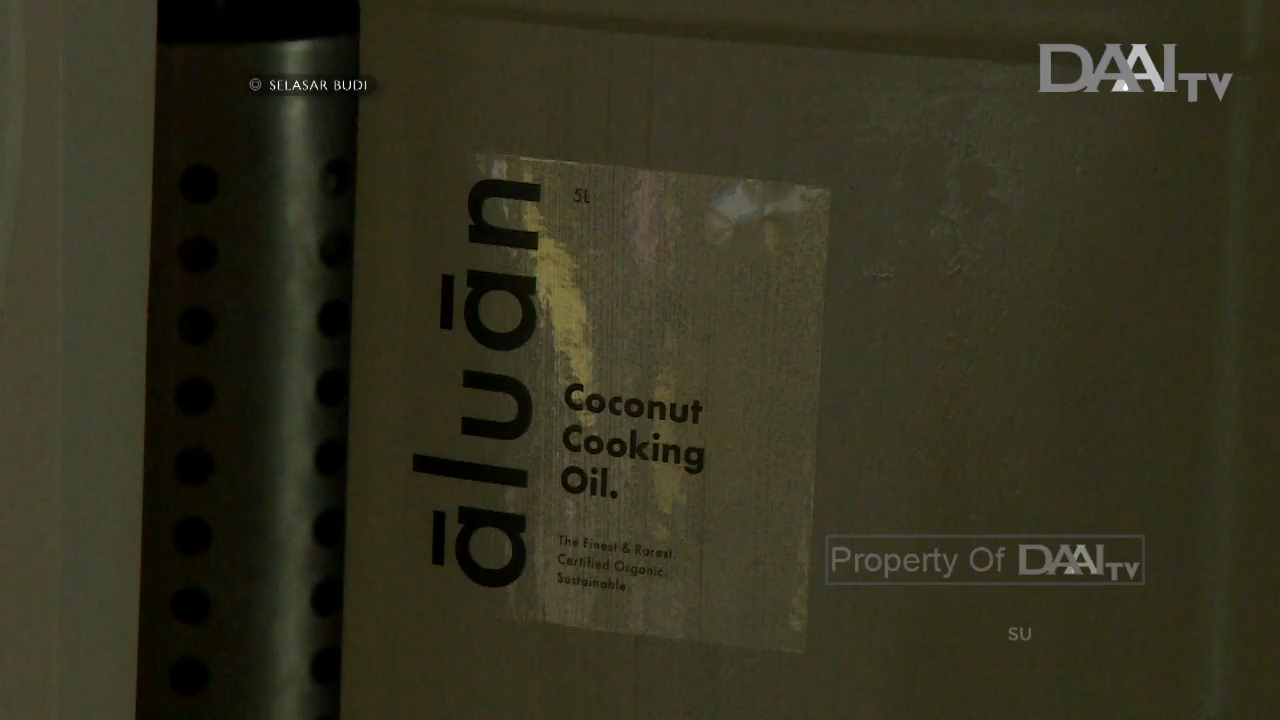 © SELASAR BUDI
DAAI TV
āluān
5L
Coconut
Cooking
Oil.
The Finest & Rarest
Certified Organic.
Sustainable.
Property Of DAAI TV
SU